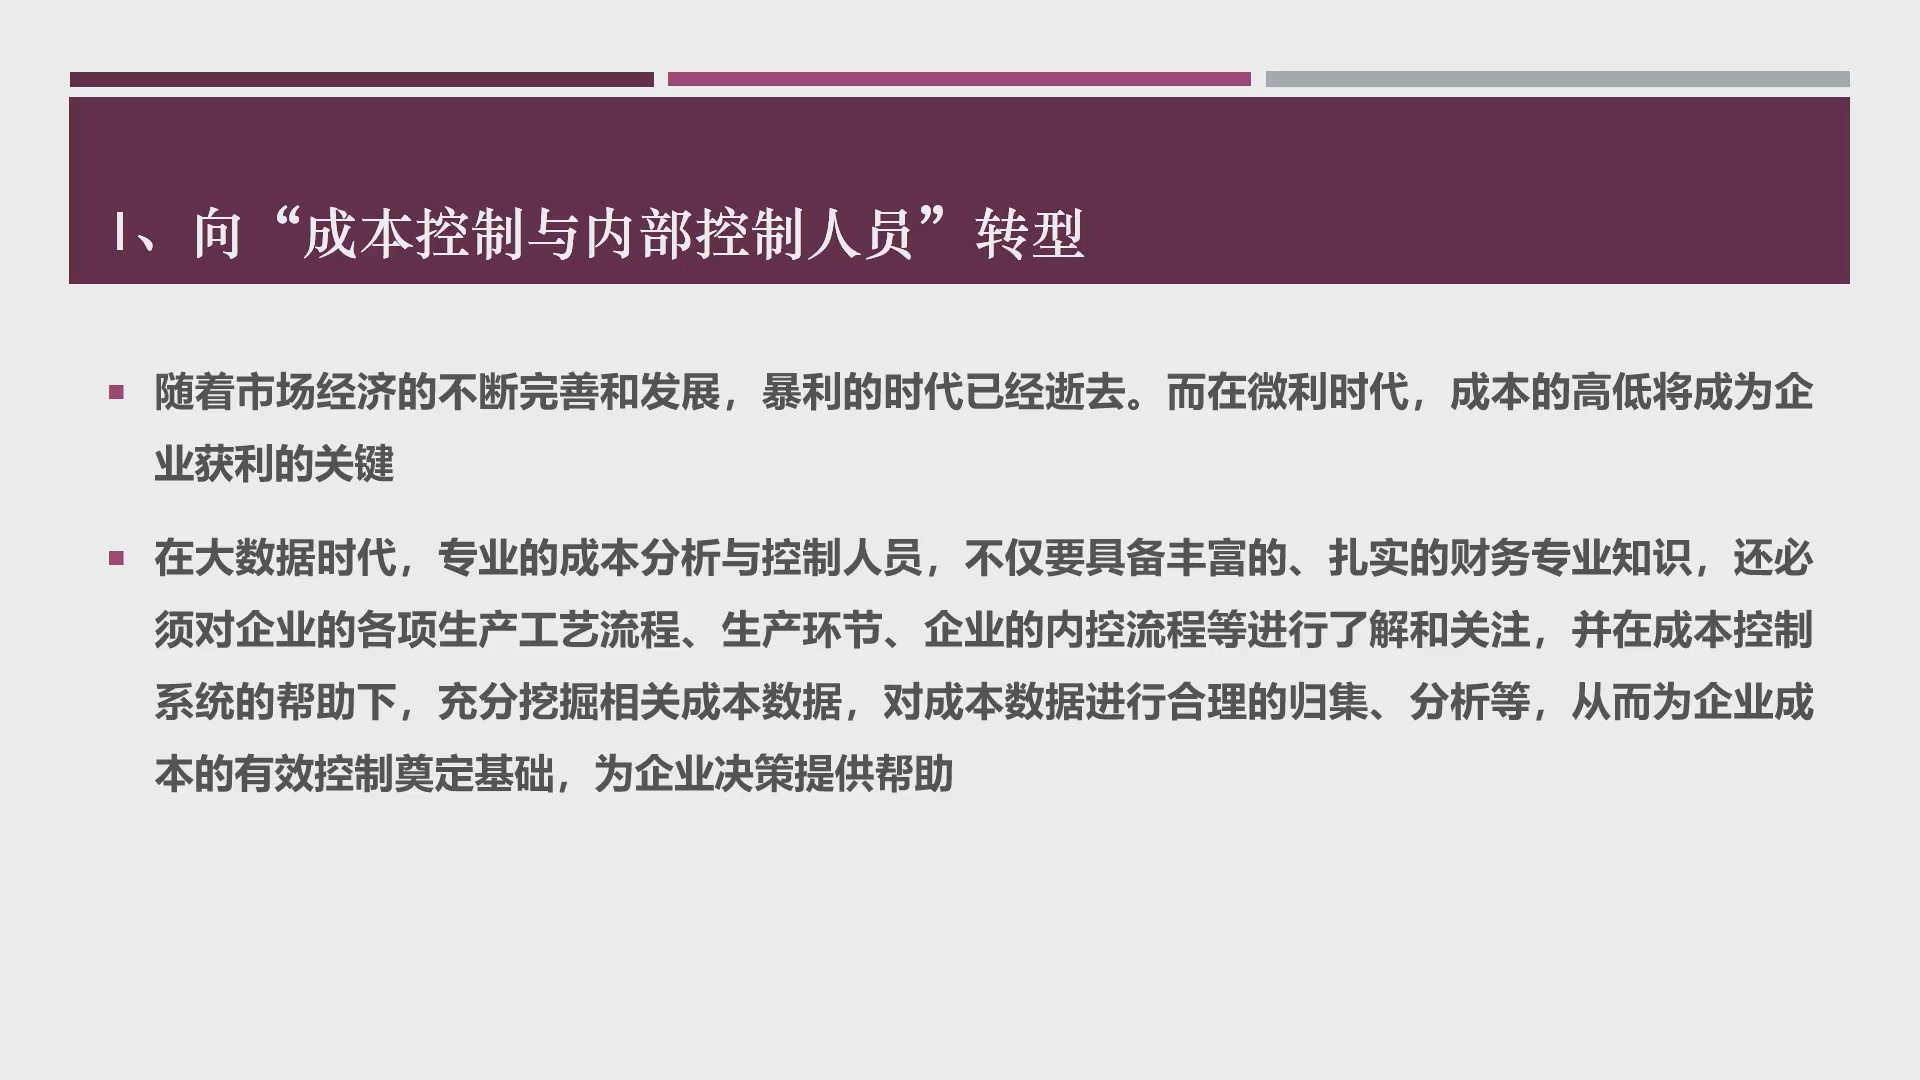 1、向“成本控制与内部控制人员”转型
随着市场经济的不断完善和发展，暴利的时代已经逝去。而在微利时代，成本的高低将成为企
业获利的关键
在大数据时代，专业的成本分析与控制人员，不仅要具备丰富的、扎实的财务专业知识，还必
须对企业的各项生产工艺流程、生产环节、企业的内控流程等进行了解和关注，并在成本控制
系统的帮助下，充分挖掘相关成本数据，对成本数据进行合理的归集、分析等，从而为企业成
本的有效控制奠定基础，为企业决策提供帮助